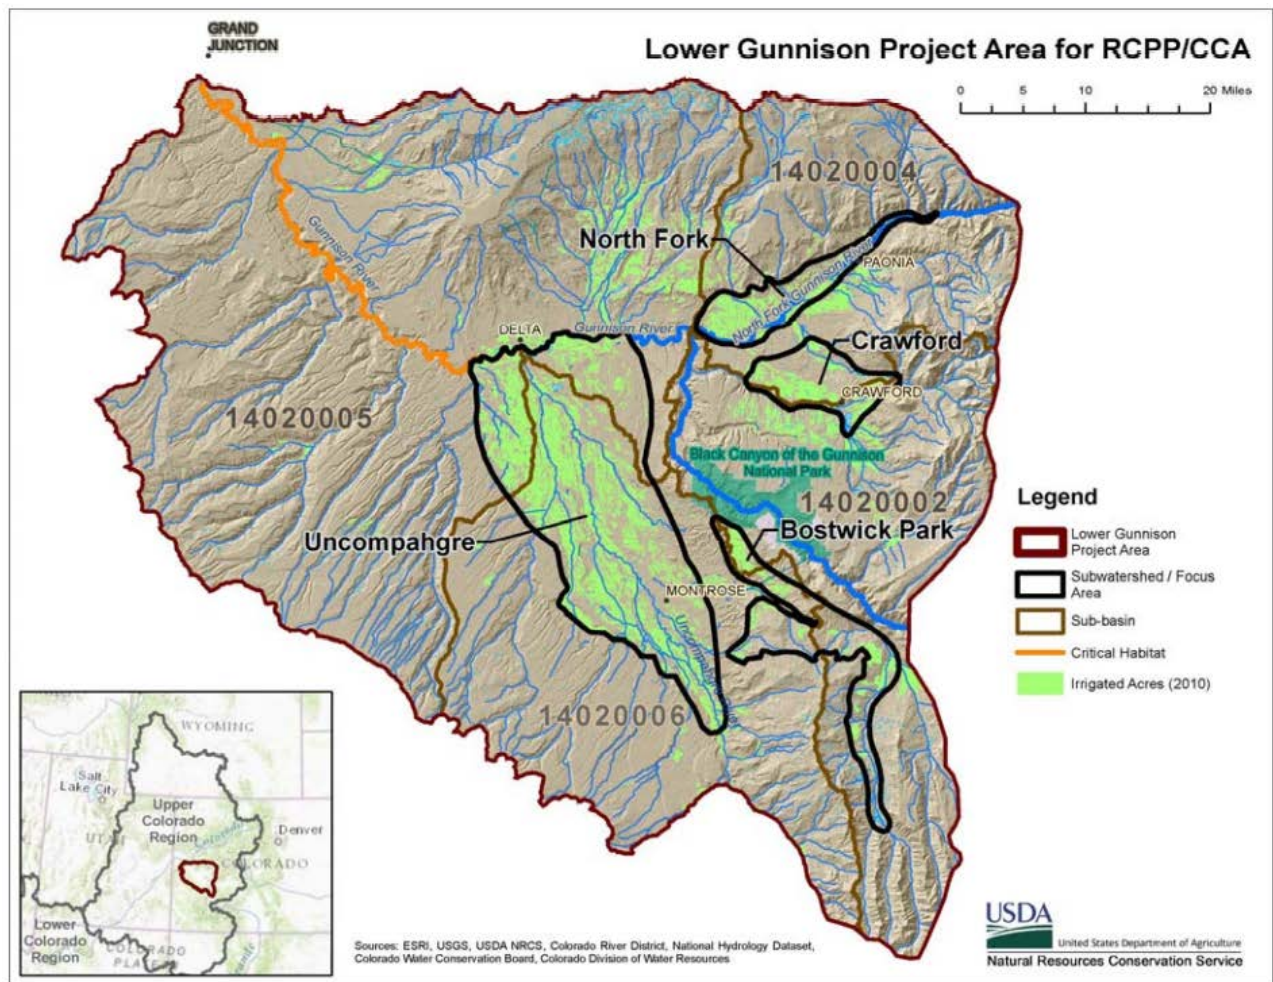 GRAND
JUNCTION
Lower Gunnison Project Area for RCPP/CCA
0 5 10 20 Miles
14020004
North Fork
PAONIA
Gunnison River
North Fork Gunnison River
DELTA
Gunnison River
Crawford
CRAWFORD
14020005
Black Canyon of the Gunnison
National Park
14020002
Bostwick Park
Uncompahgre
MONTROSE
Uncompahgre River
14020006
Legend
Lower Gunnison
Project Area
Subwatershed / Focus
Area
Sub-basin
Critical Habitat
Irrigated Acres (2010)
WYOMING
Salt
Lake City
Upper
Colorado
Region
UTAH
Colorado
Denver
COLORADO
Lower
Colorado
Region
COLORADO
PLATEAU
Sources: ESRI, USGS, USDA NRCS, Colorado River District, National Hydrology Dataset,
Colorado Water Conservation Board, Colorado Division of Water Resources
USDA
United States Department of Agriculture
Natural Resources Conservation Service